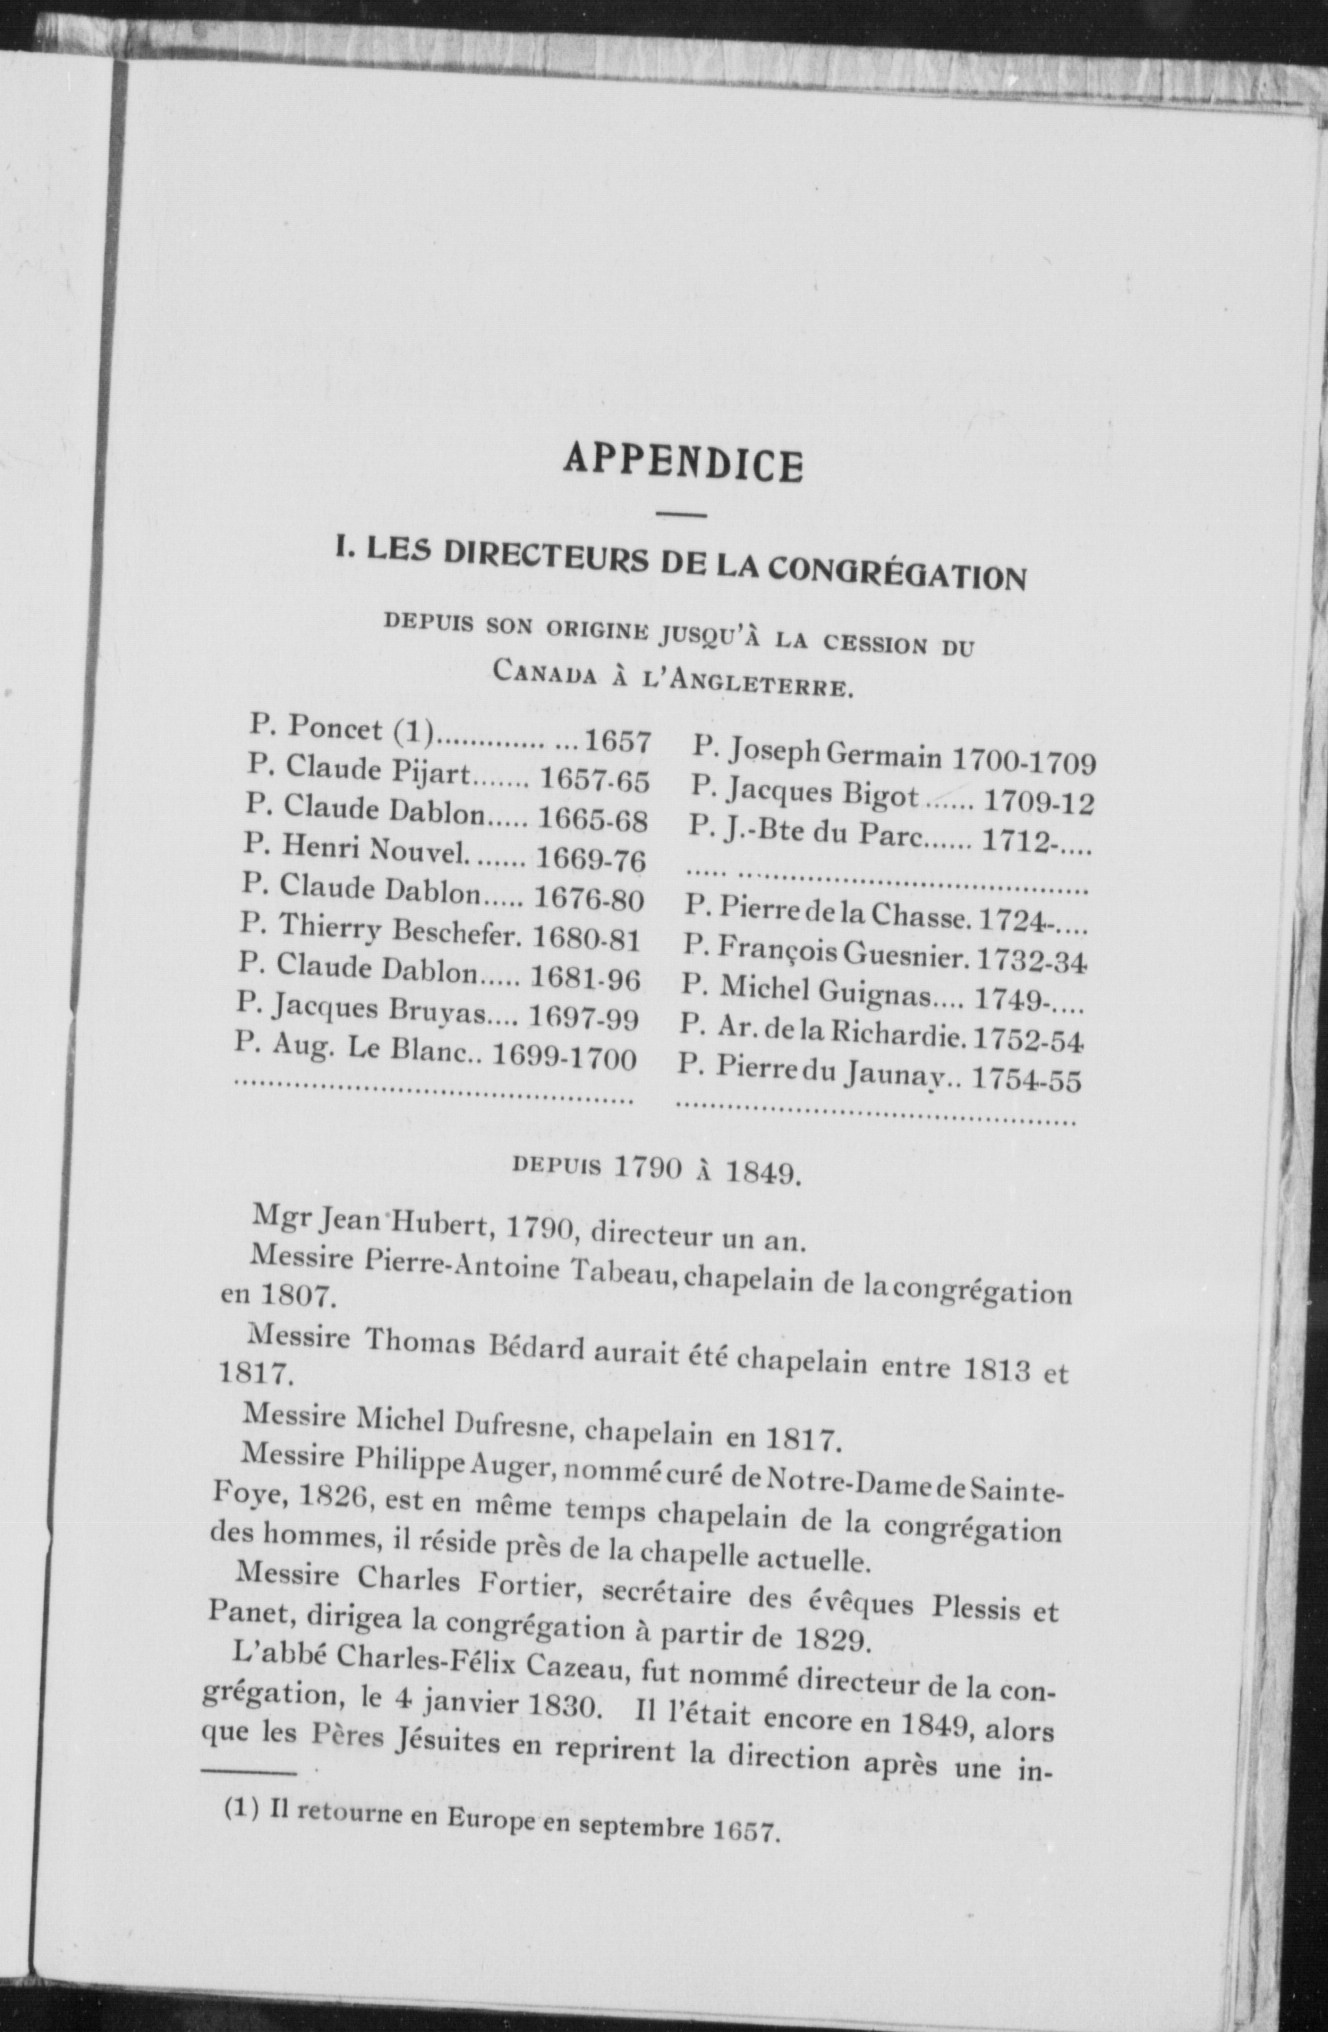 APPENDICE
I. LES DIRECTEURS DE LA CONGRÉGATION
DEPUIS SON ORIGINE JUSQU'À LA CESSION DU
CANADA À L'ANGLETERRE.
P. Poncet (1)............. ...1657
P. Claude Pijart....... 1657-65
P. Claude Dablon..... 1665-68
P. Henri Nouvel. ...... 1669-76
P. Claude Dablon..... 1676-80
P. Thierry Beschefer. 1680-81
P. Claude Dablon..... 1681-96
P. Jacques Bruyas.... 1697-99
P. Aug. Le Blanc.. 1699-1700
...............................................
P. Joseph Germain 1700-1709
P. Jacques Bigot ...... 1709-12
P. J.-Bte du Parc...... 1712-....
..... .........................................
P. Pierre de la Chasse. 1724-....
P. François Guesnier. 1732-34
P. Michel Guignas.... 1749-....
P. Ar. de la Richardie. 1752-54
P. Pierre du Jaunay.. 1754-55
...............................................
DEPUIS 1790 À 1849.
Mgr Jean Hubert, 1790, directeur un an.
Messire Pierre-Antoine Tabeau, chapelain de la congrégation
en 1807.
Messire Thomas Bédard aurait été chapelain entre 1813 et
1817.
Messire Michel Dufresne, chapelain en 1817.
Messire Philippe Auger, nommé curé de Notre-Dame de Sainte-
Foye, 1826, est en même temps chapelain de la congrégation
des hommes, il réside près de la chapelle actuelle.
Messire Charles Fortier, secrétaire des évêques Plessis et
Panet, dirigea la congrégation à partir de 1829.
L'abbé Charles-Félix Cazeau, fut nommé directeur de la con-
grégation, le 4 janvier 1830. Il l'était encore en 1849, alors
que les Pères Jésuites en reprirent la direction après une in-
(1) Il retourne en Europe en septembre 1657.